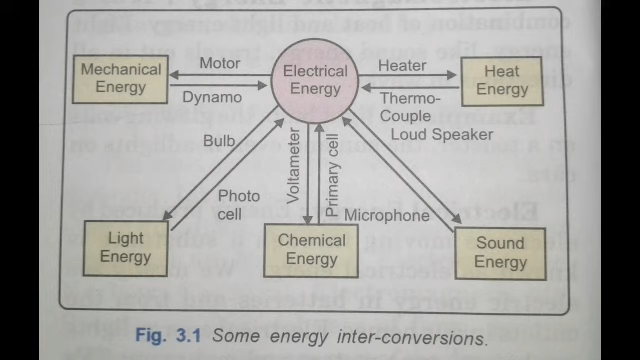 Mechanical
Energy
Motor
Dynamo
Electrical
Energy
Heater
Thermo-
Couple
Heat
Energy
Loud Speaker
Bulb
Photo
cell
Voltameter
Primary cell
Microphone
Light
Energy
Chemical
Energy
Sound
Energy
Fig. 3.1 Some energy inter-conversions.